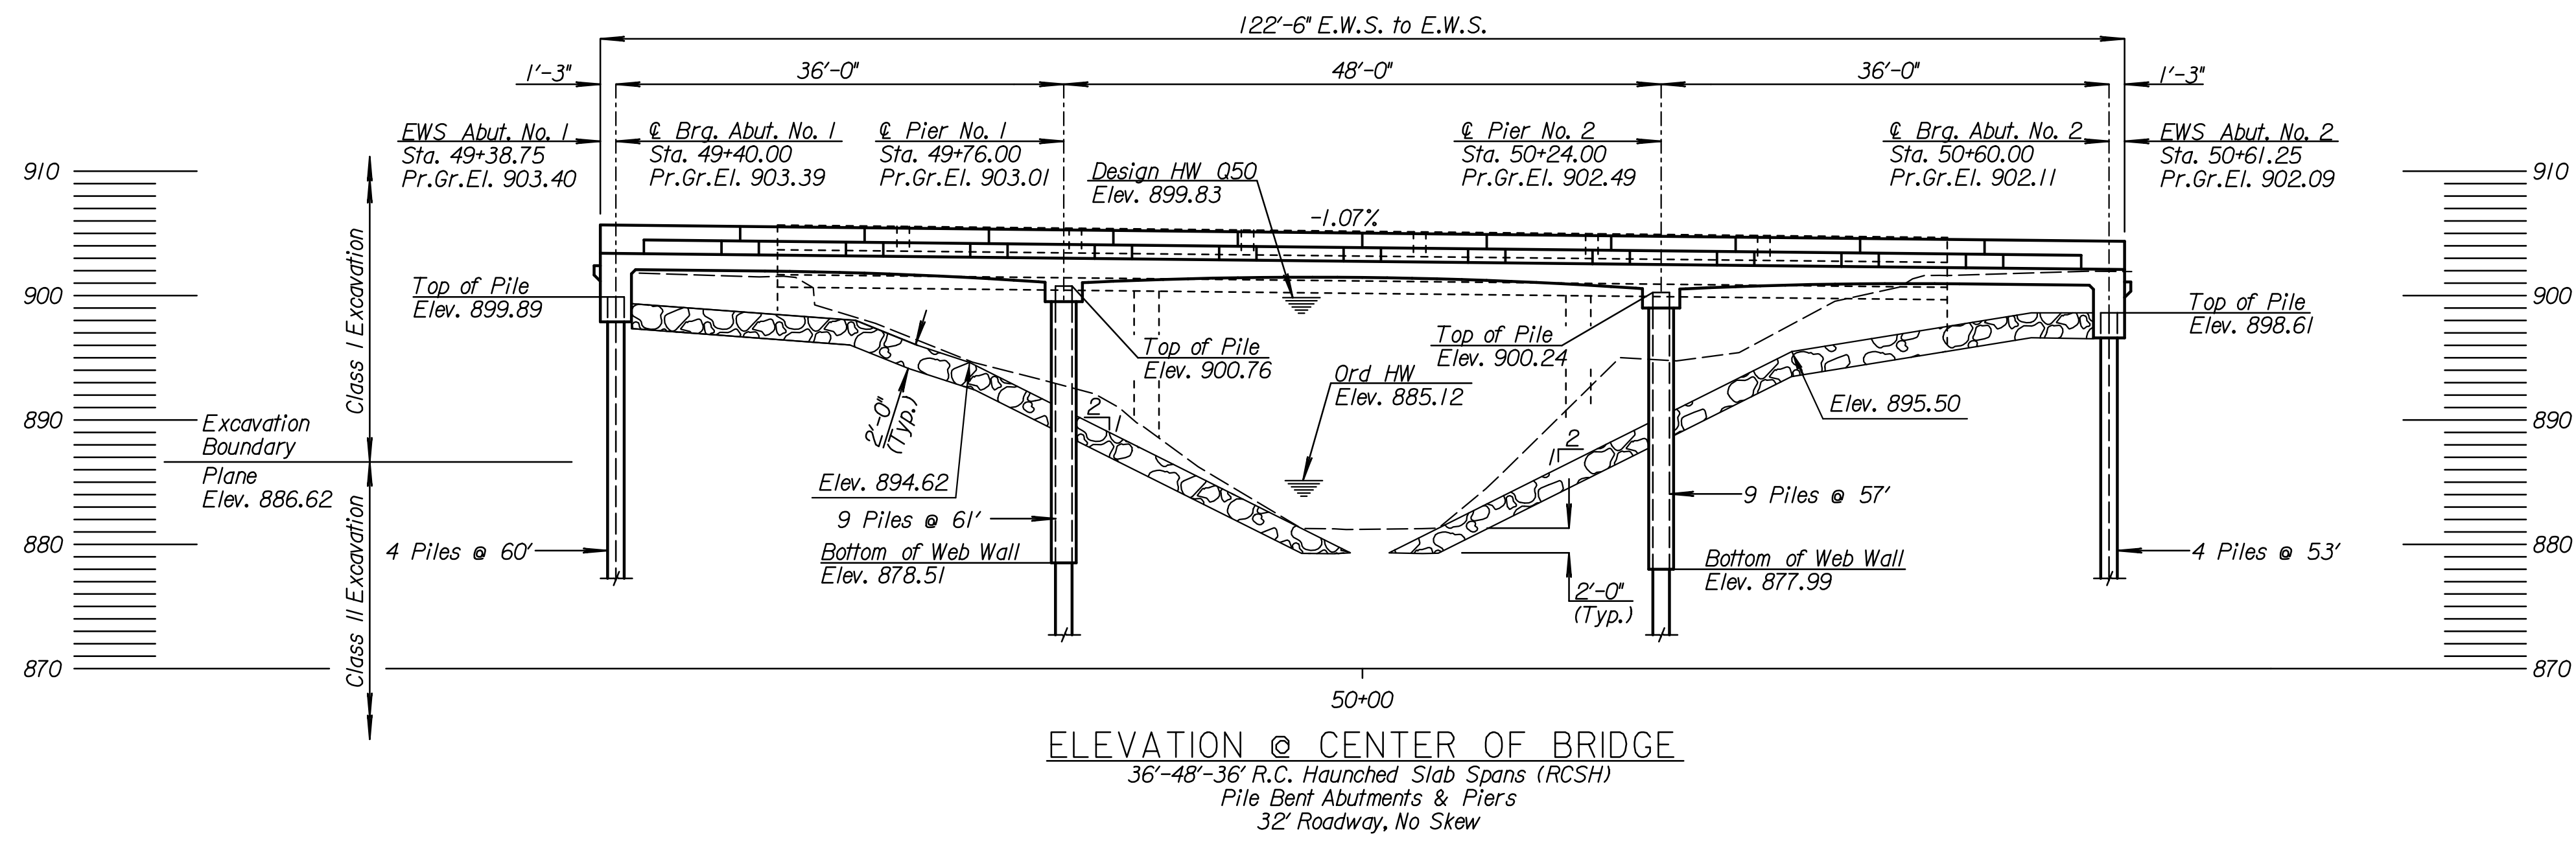 122'-6" E.W.S. to E.W.S.
1'-3"
36'-0"
48'-0"
36'-0"
1'-3"
EWS Abut. No. 1
Sta. 49+38.75
Pr.Gr.El. 903.40
℄ Brg. Abut. No. 1
Sta. 49+40.00
Pr.Gr.El. 903.39
℄ Pier No. 1
Sta. 49+76.00
Pr.Gr.El. 903.01
Design HW Q50
Elev. 899.83
℄ Pier No. 2
Sta. 50+24.00
Pr.Gr.El. 902.49
℄ Brg. Abut. No. 2
Sta. 50+60.00
Pr.Gr.El. 902.11
EWS Abut. No. 2
Sta. 50+61.25
Pr.Gr.El. 902.09
910
910
-1.07%
Class I Excavation
Top of Pile
Elev. 899.89
900
900
Top of Pile
Elev. 900.76
Top of Pile
Elev. 900.24
Top of Pile
Elev. 898.61
Ord HW
Elev. 885.12
2'-0"
(Typ.)
2
1
Elev. 895.50
890
890
Excavation
Boundary
Plane
Elev. 886.62
2
1
Elev. 894.62
9 Piles @ 61'
9 Piles @ 57'
Class II Excavation
880
880
4 Piles @ 60'
Bottom of Web Wall
Elev. 878.51
Bottom of Web Wall
Elev. 877.99
4 Piles @ 53'
2'-0"
(Typ.)
870
870
50+00
ELEVATION @ CENTER OF BRIDGE
36'-48'-36' R.C. Haunched Slab Spans (RCSH)
Pile Bent Abutments & Piers
32' Roadway, No Skew